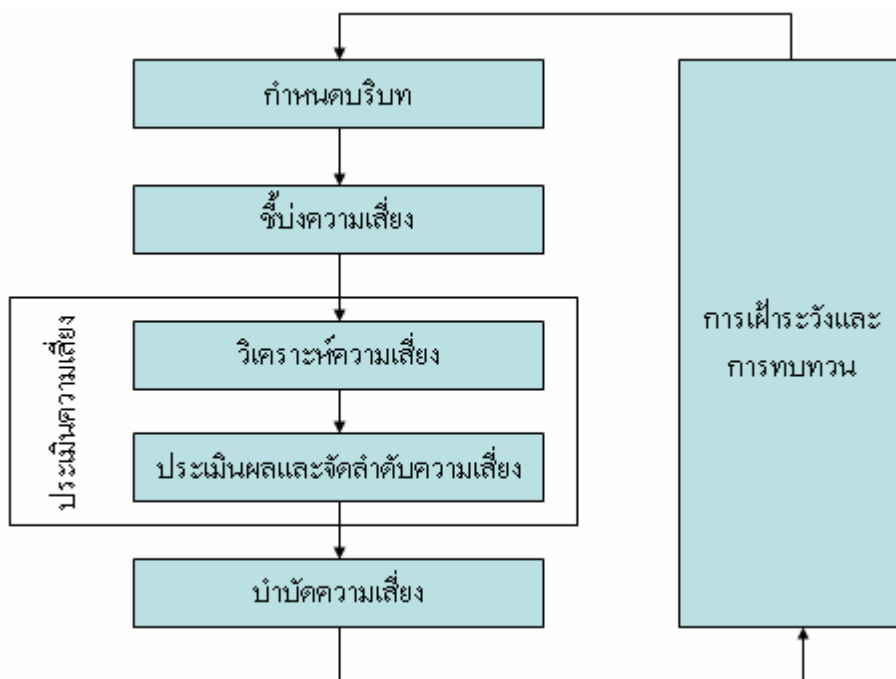 กำหนดบริบท
ชี้บ่งความเสี่ยง
ประเมินความเสี่ยง
วิเคราะห์ความเสี่ยง
ประเมินผลและจัดลำดับความเสี่ยง
บำบัดความเสี่ยง
การเฝ้าระวังและ
การทบทวน